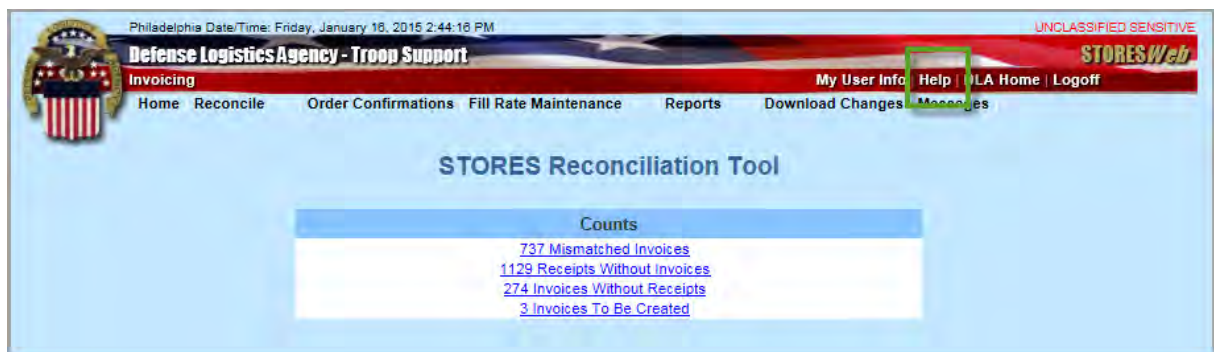 Philadelphia Date/Time: Friday, January 16, 2015 2:44:16 PM UNCLASSIFIED SENSITIVE
Defense Logistics Agency - Troop Support STORESWeb
Invoicing My User Info | Help | DLA Home | Logoff
Home Reconcile Order Confirmations Fill Rate Maintenance Reports Download Changes Messages
STORES Reconciliation Tool
Counts
737 Mismatched Invoices
1129 Receipts Without Invoices
274 Invoices Without Receipts
3 Invoices To Be Created